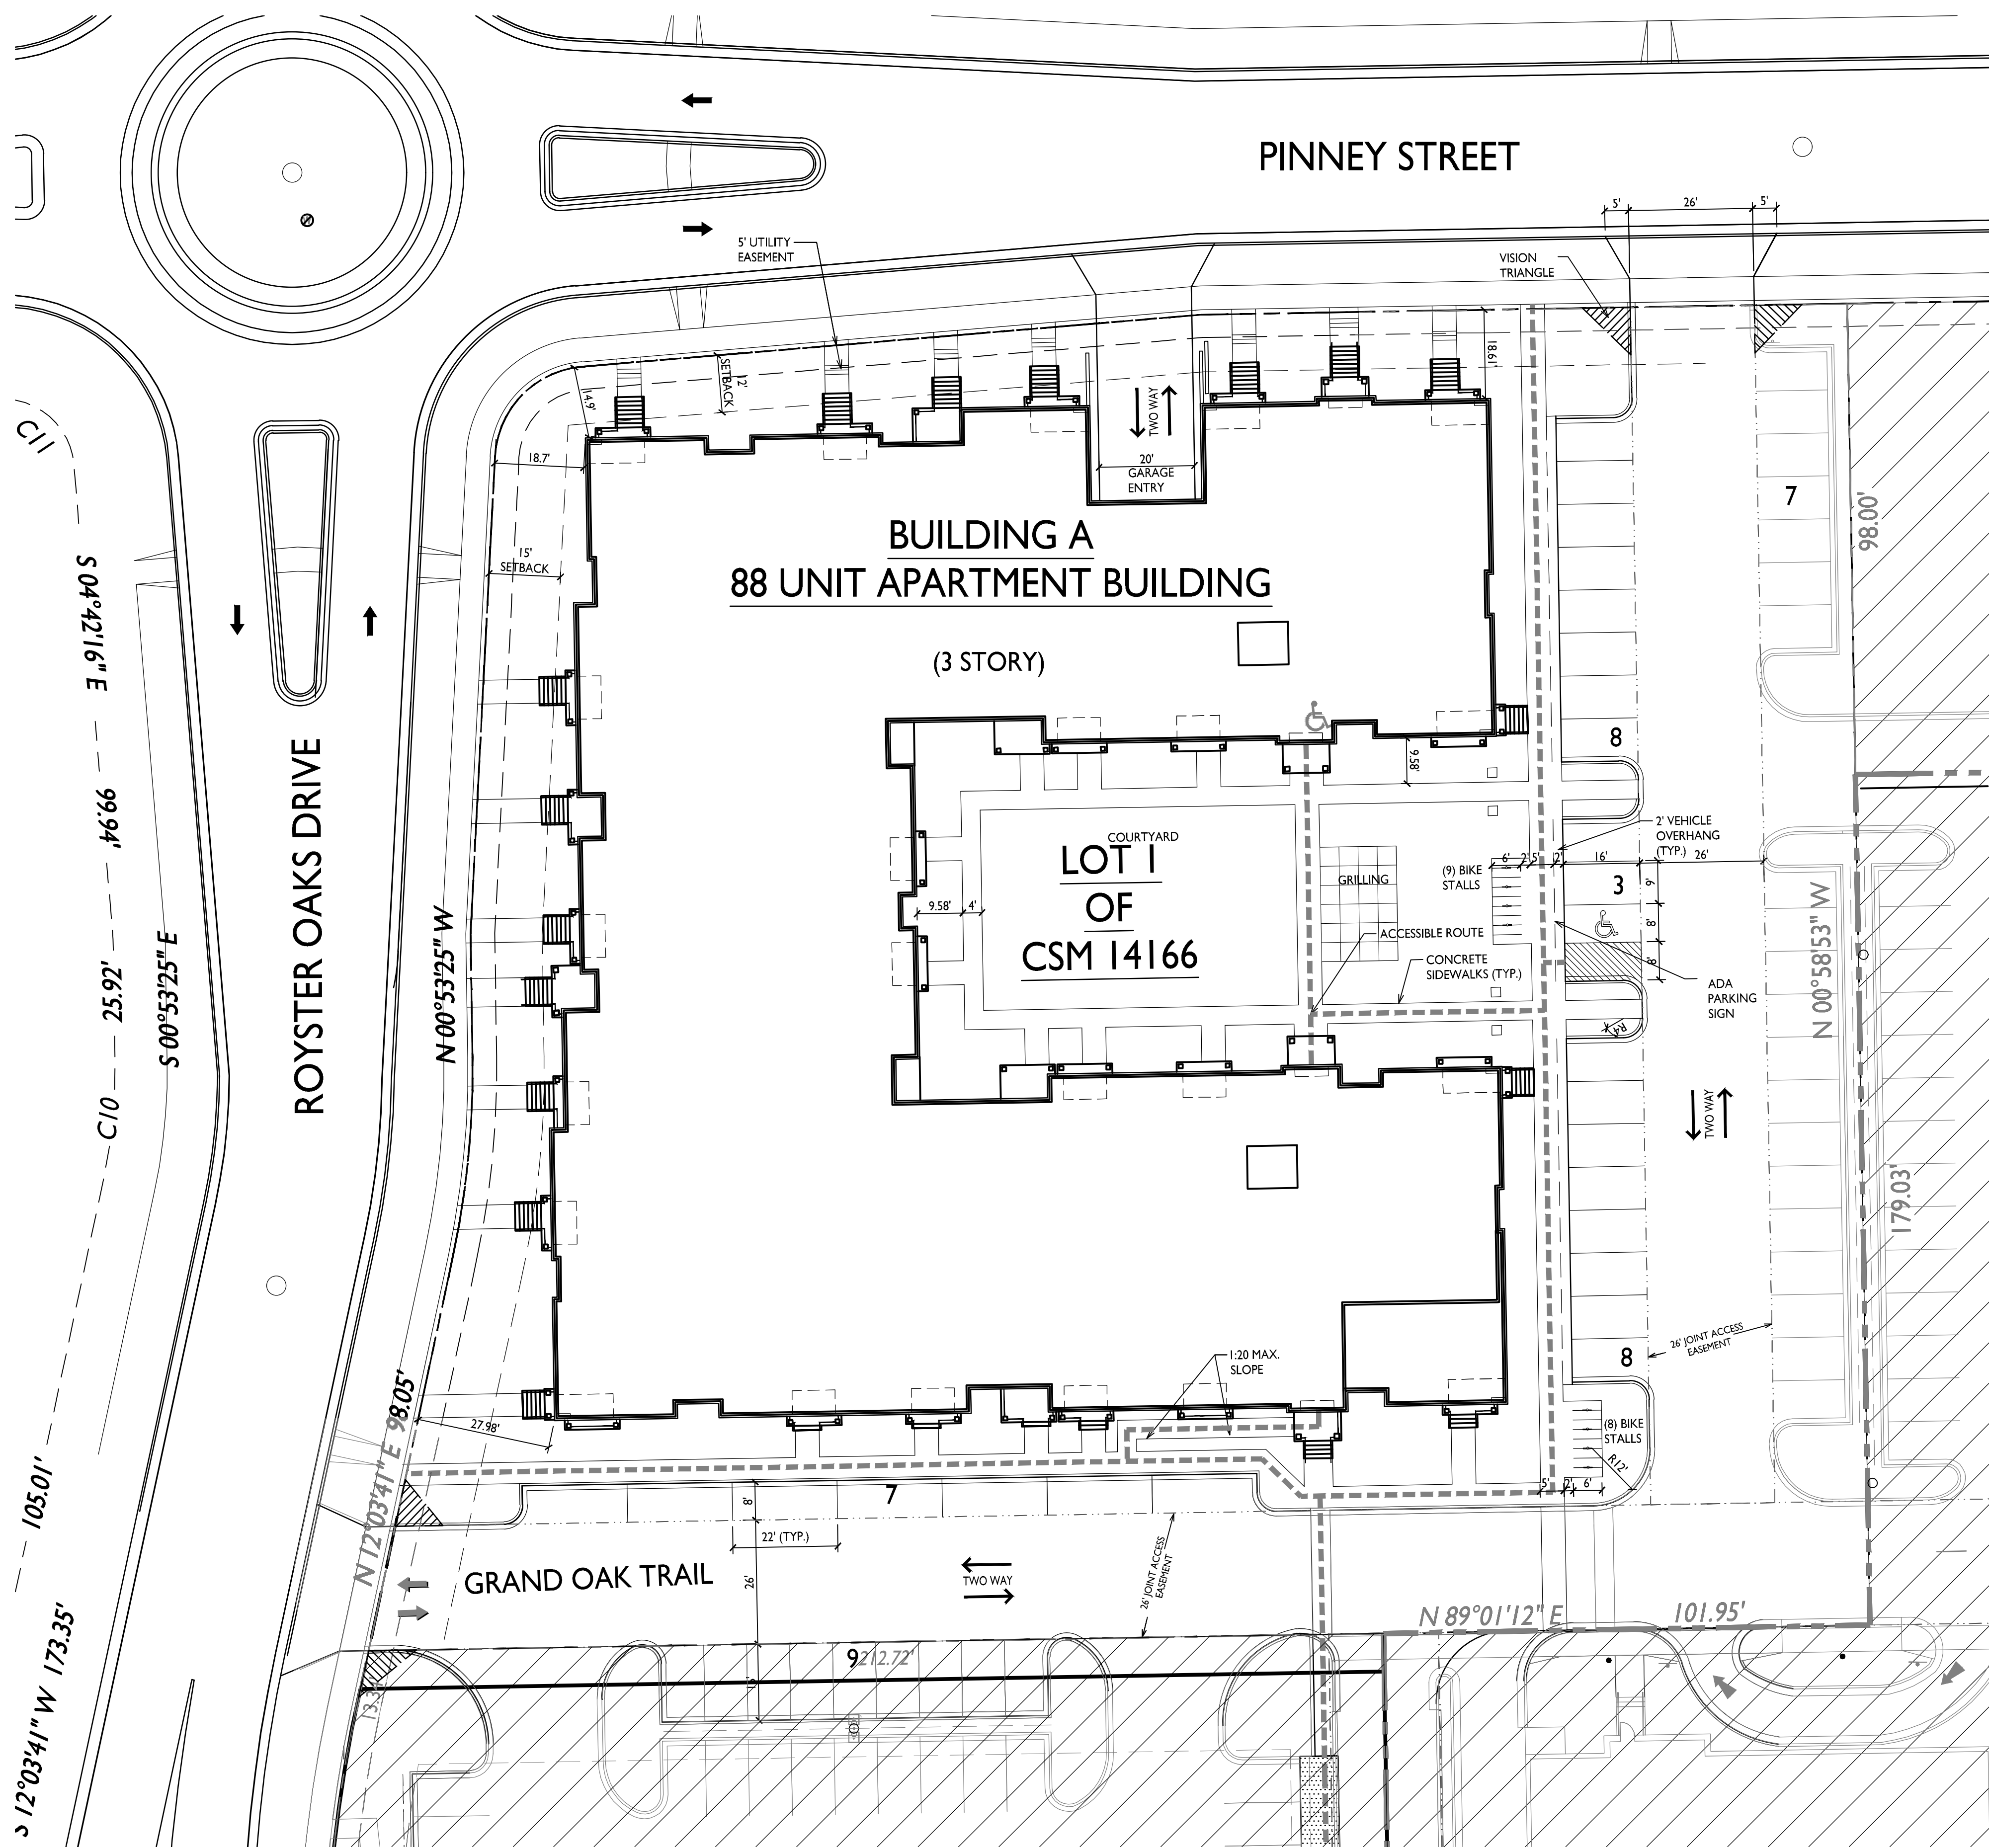 PINNEY STREET
5' 26' 5'
5' UTILITY
EASEMENT
VISION
TRIANGLE
12'
SETBACK
14.9'
18.61'
TWO WAY
18.7'
20'
GARAGE
ENTRY
C11
7
98.00'
BUILDING A
88 UNIT APARTMENT BUILDING
(3 STORY)
15'
SETBACK
S 04°42'16" E
99.94'
ROYSTER OAKS DRIVE
8
9.58'
COURTYARD
LOT 1
OF
CSM 14166
GRILLING
(9) BIKE
STALLS
2' VEHICLE
OVERHANG
(TYP.)
6' 2' 5' 2' 16' 26'
3
9'
8'
8'
9.58' 4'
ACCESSIBLE ROUTE
CONCRETE
SIDEWALKS (TYP.)
ADA
PARKING
SIGN
R4'
N 00°58'53" W
179.03'
N 00°53'25" W
S 00°53'25" E
25.92'
C10
TWO WAY
26' JOINT ACCESS
EASEMENT
8
1:20 MAX.
SLOPE
(8) BIKE
STALLS
R12'
5' 2' 6'
27.98'
N 12°03'41" E 98.05'
105.01'
S 12°03'41" W 173.35'
7
8'
22' (TYP.)
26'
GRAND OAK TRAIL
TWO WAY
26' JOINT ACCESS
EASEMENT
N 89°01'12" E 101.95'
9
212.72'